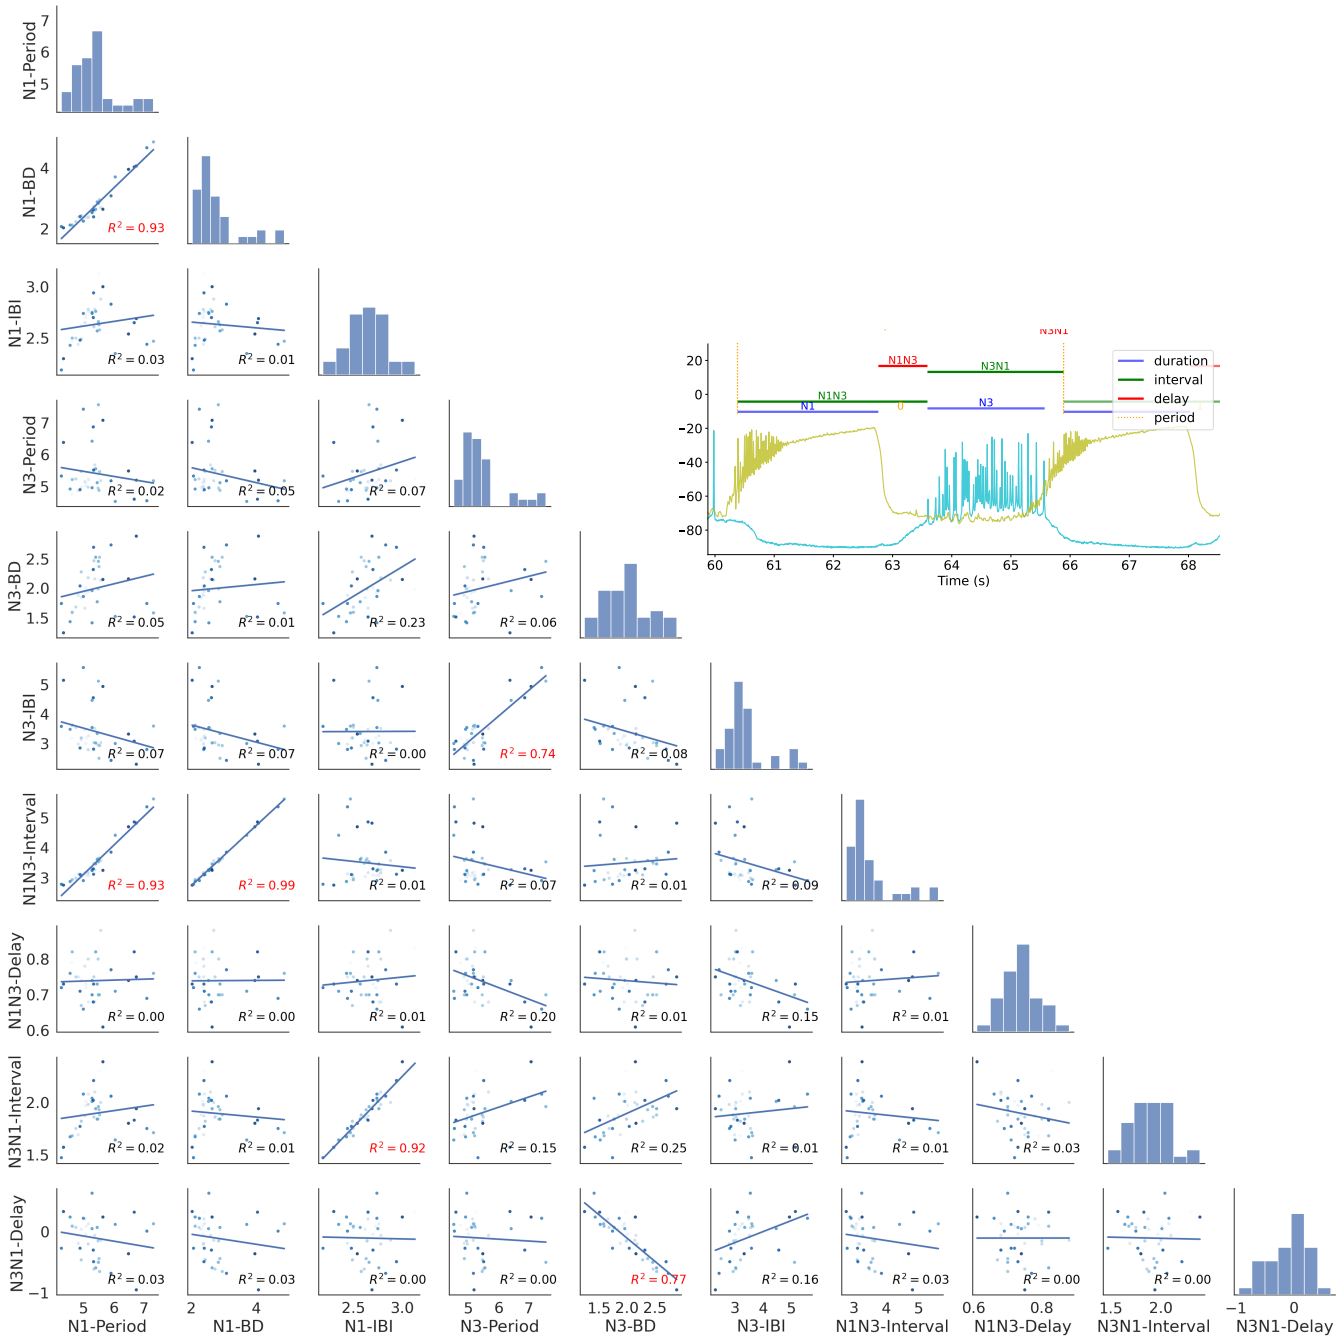 N1-Period
7
6
5
N1-BD
4
2
R² = 0.93
N1-IBI
3.0
2.5
R² = 0.03
R² = 0.01
N3-Period
7
6
5
R² = 0.02
R² = 0.05
R² = 0.07
N3N1
20
0
−20
−40
−60
−80
N1N3
N3N1
N1N3
N1
0
N3
duration
interval
delay
period
60 61 62 63 64 65 66 67 68
Time (s)
N3-BD
2.5
2.0
1.5
R² = 0.05
R² = 0.01
R² = 0.23
R² = 0.06
N3-IBI
5
4
3
R² = 0.07
R² = 0.07
R² = 0.00
R² = 0.74
R² = 0.08
N1N3-Interval
5
4
3
R² = 0.93
R² = 0.99
R² = 0.01
R² = 0.07
R² = 0.01
R² = 0.09
N1N3-Delay
0.8
0.7
0.6
R² = 0.00
R² = 0.00
R² = 0.01
R² = 0.20
R² = 0.01
R² = 0.15
R² = 0.01
N3N1-Interval
2.0
1.5
R² = 0.02
R² = 0.01
R² = 0.92
R² = 0.15
R² = 0.25
R² = 0.01
R² = 0.01
R² = 0.03
N3N1-Delay
0
−1
R² = 0.03
R² = 0.03
R² = 0.00
R² = 0.00
R² = 0.77
R² = 0.16
R² = 0.03
R² = 0.00
R² = 0.00
5 6 7
2 4
2.5 3.0
5 6 7
1.5 2.0 2.5
3 4 5
3 4 5
0.6 0.8
1.5 2.0
−1 0
N1-Period
N1-BD
N1-IBI
N3-Period
N3-BD
N3-IBI
N1N3-Interval
N1N3-Delay
N3N1-Interval
N3N1-Delay